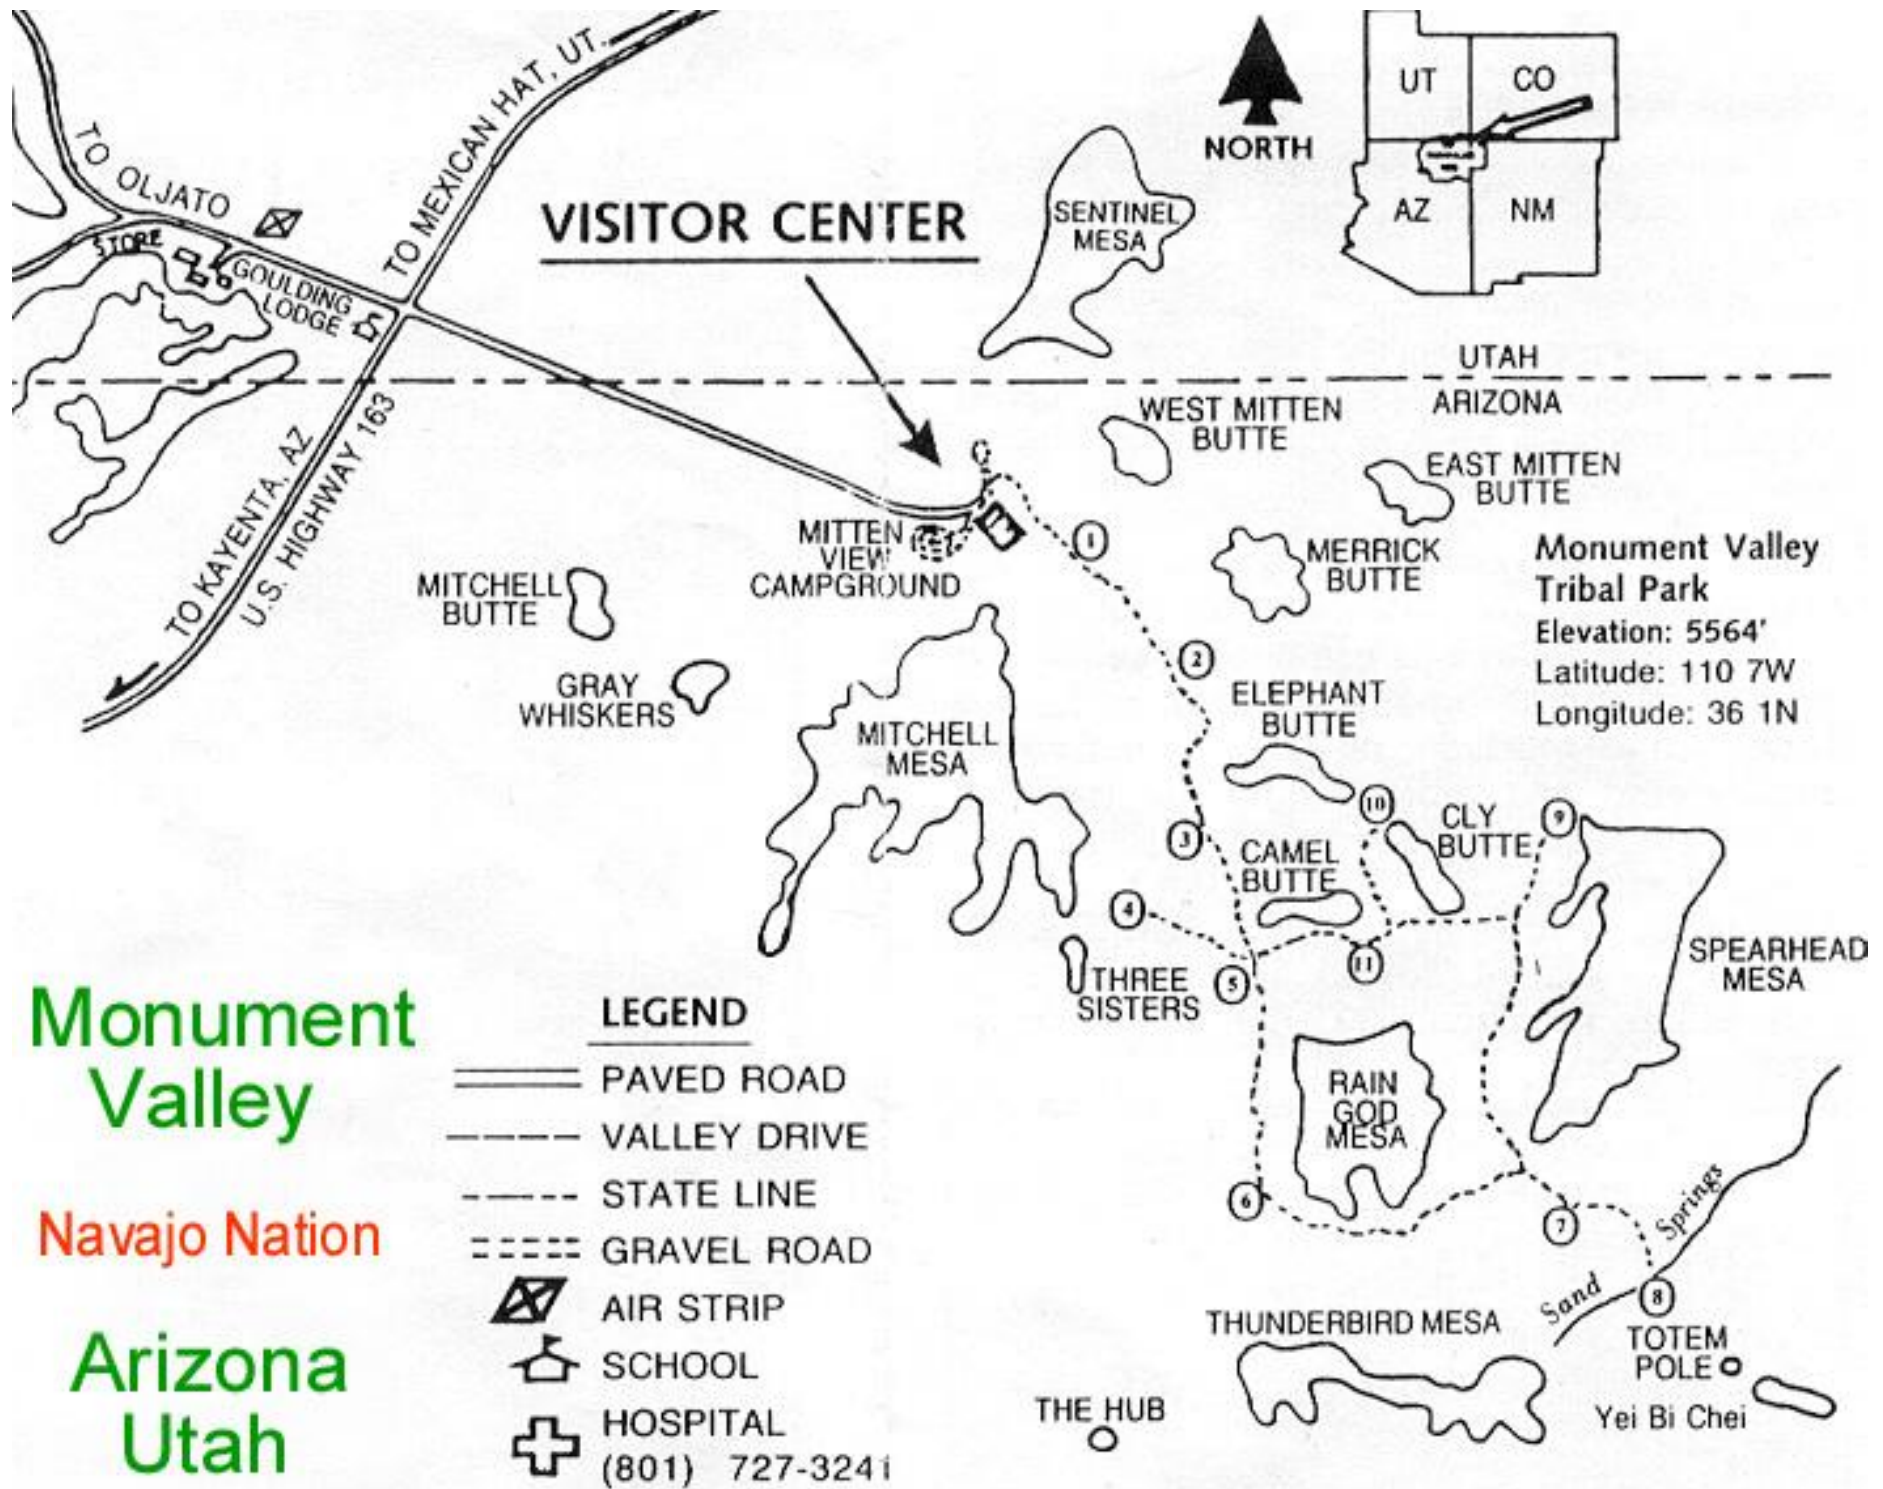 TO OLJATO
STORE
GOULDING
LODGE
TO MEXICAN HAT, UT.
TO KAYENTA, AZ
U.S. HIGHWAY 163
VISITOR CENTER
SENTINEL
MESA
NORTH
UT
CO
AZ
NM
UTAH
ARIZONA
WEST MITTEN
BUTTE
EAST MITTEN
BUTTE
MITTEN
VIEW
CAMPGROUND
MERRICK
BUTTE
Monument Valley
Tribal Park
Elevation: 5564'
Latitude: 110 7W
Longitude: 36 1N
MITCHELL
BUTTE
GRAY
WHISKERS
MITCHELL
MESA
ELEPHANT
BUTTE
CAMEL
BUTTE
CLY
BUTTE
1
2
3
4
5
6
7
8
9
10
11
THREE
SISTERS
SPEARHEAD
MESA
RAIN
GOD
MESA
Sand Springs
THUNDERBIRD MESA
TOTEM
POLE
Yei Bi Chei
THE HUB
Monument
Valley
Navajo Nation
Arizona
Utah
LEGEND
PAVED ROAD
VALLEY DRIVE
STATE LINE
GRAVEL ROAD
AIR STRIP
SCHOOL
HOSPITAL
(801) 727-3241